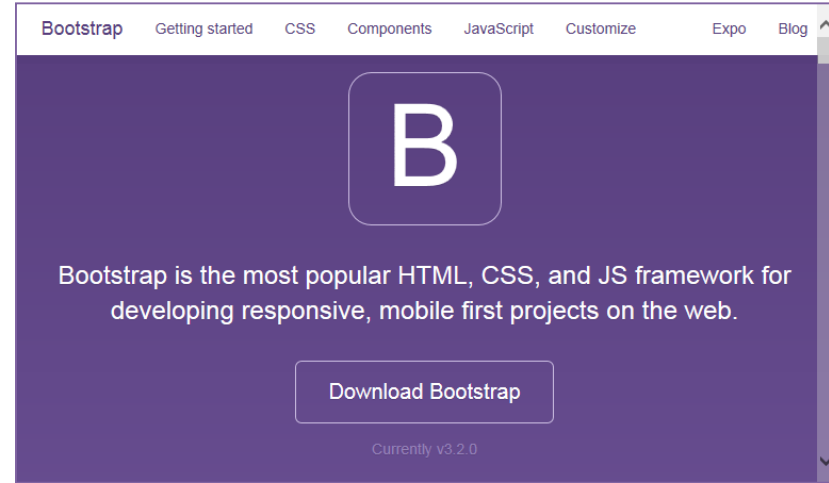 Bootstrap Getting started CSS Components JavaScript Customize Expo Blog
B
Bootstrap is the most popular HTML, CSS, and JS framework for
developing responsive, mobile first projects on the web.
Download Bootstrap
Currently v3.2.0